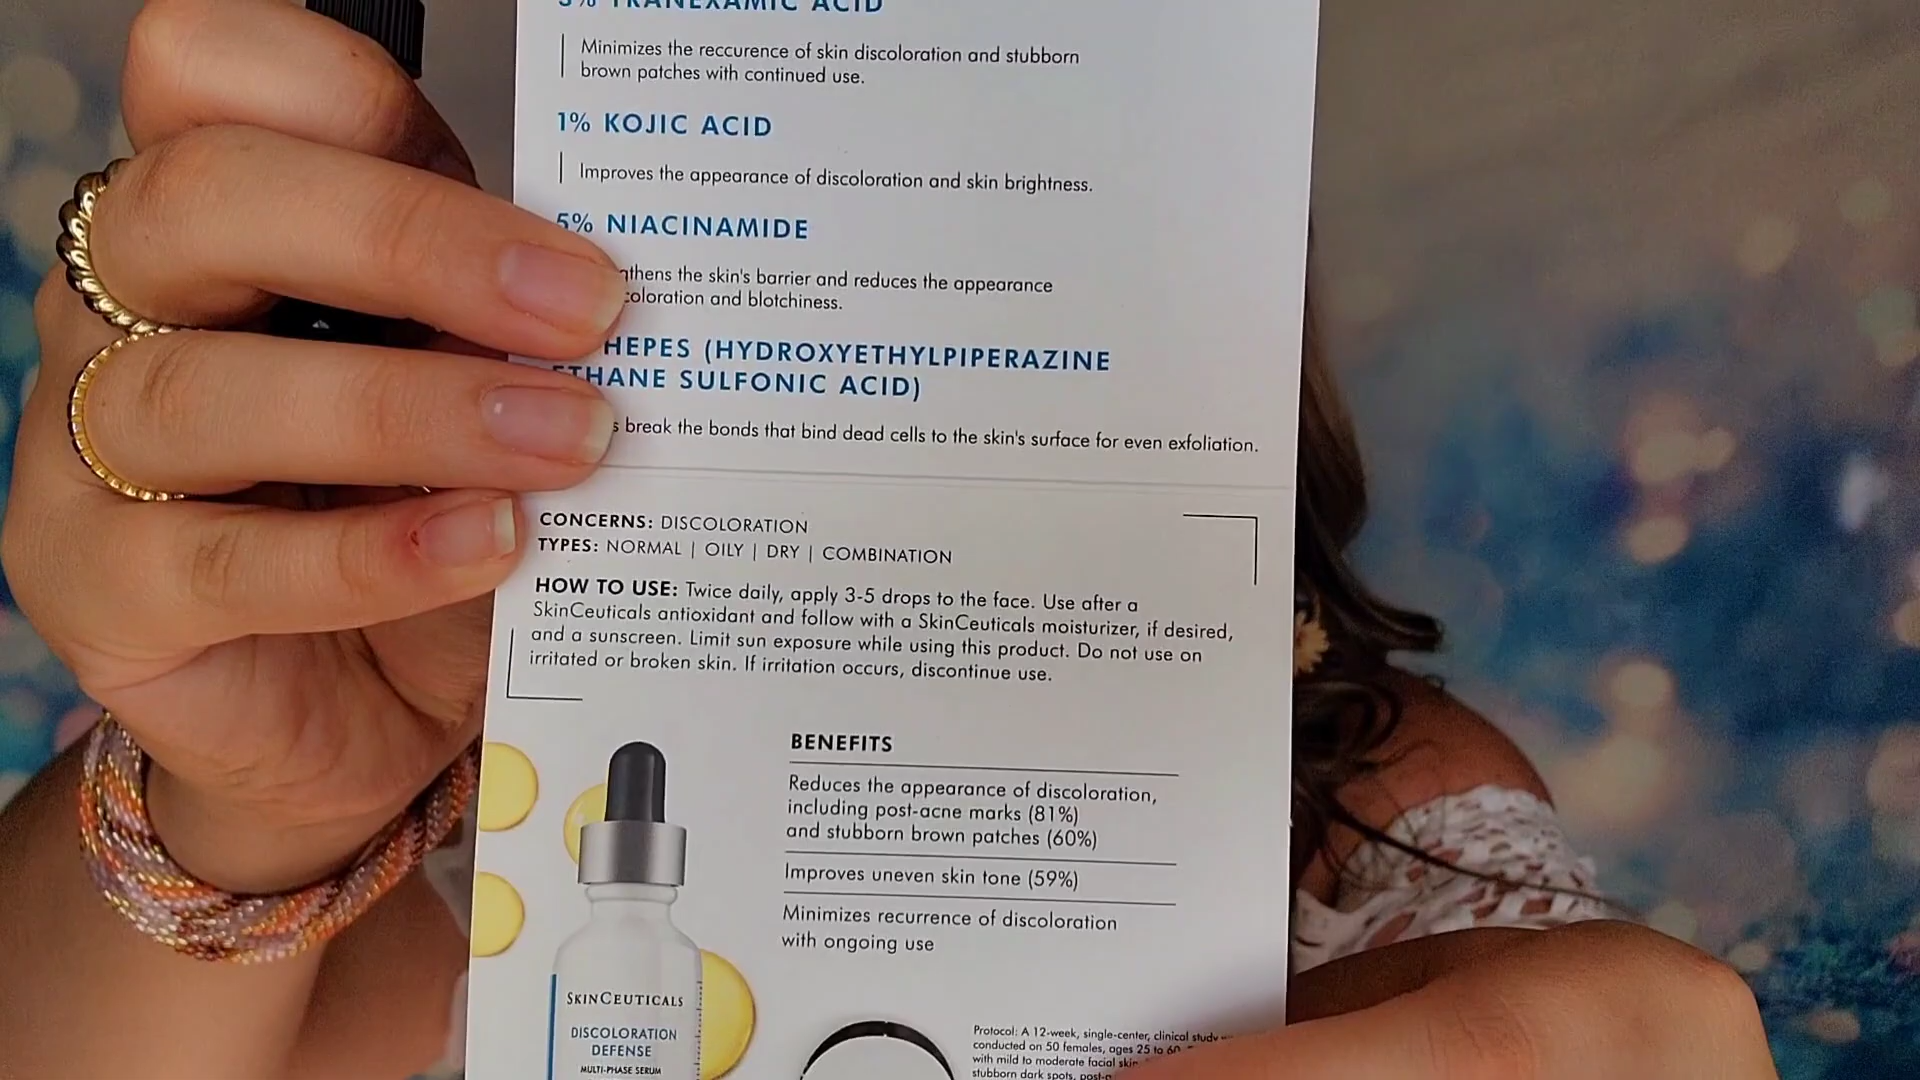 TRANEXAMIC ACID
Minimizes the reccurence of skin discoloration and stubborn
brown patches with continued use.
1% KOJIC ACID
Improves the appearance of discoloration and skin brightness.
5% NIACINAMIDE
the skin's barrier and reduces the appearance
and blotchiness.
HEPES (HYDROXYETHYLPIPERAZINE
ETHANE SULFONIC ACID)
break the bonds that bind dead cells to the skin's surface for even exfoliation.
CONCERNS: DISCOLORATION
TYPES: NORMAL | OILY | DRY | COMBINATION
HOW TO USE: Twice daily, apply 3-5 drops to the face. Use after a
SkinCeuticals antioxidant and follow with a SkinCeuticals moisturizer, if desired,
and a sunscreen. Limit sun exposure while using this product. Do not use on
irritated or broken skin. If irritation occurs, discontinue use.
BENEFITS
Reduces the appearance of discoloration,
including post-acne marks (81%)
and stubborn brown patches (60%)
Improves uneven skin tone (59%)
Minimizes recurrence of discoloration
with ongoing use
SKINCEUTICALS
DISCOLORATION
DEFENSE
MULTI-PHASE SERUM
Protocol: A 12-week, single-center, clinical study
conducted on 50 females, ages 25 to 60
with mild to moderate facial skin
stubborn dark spots,